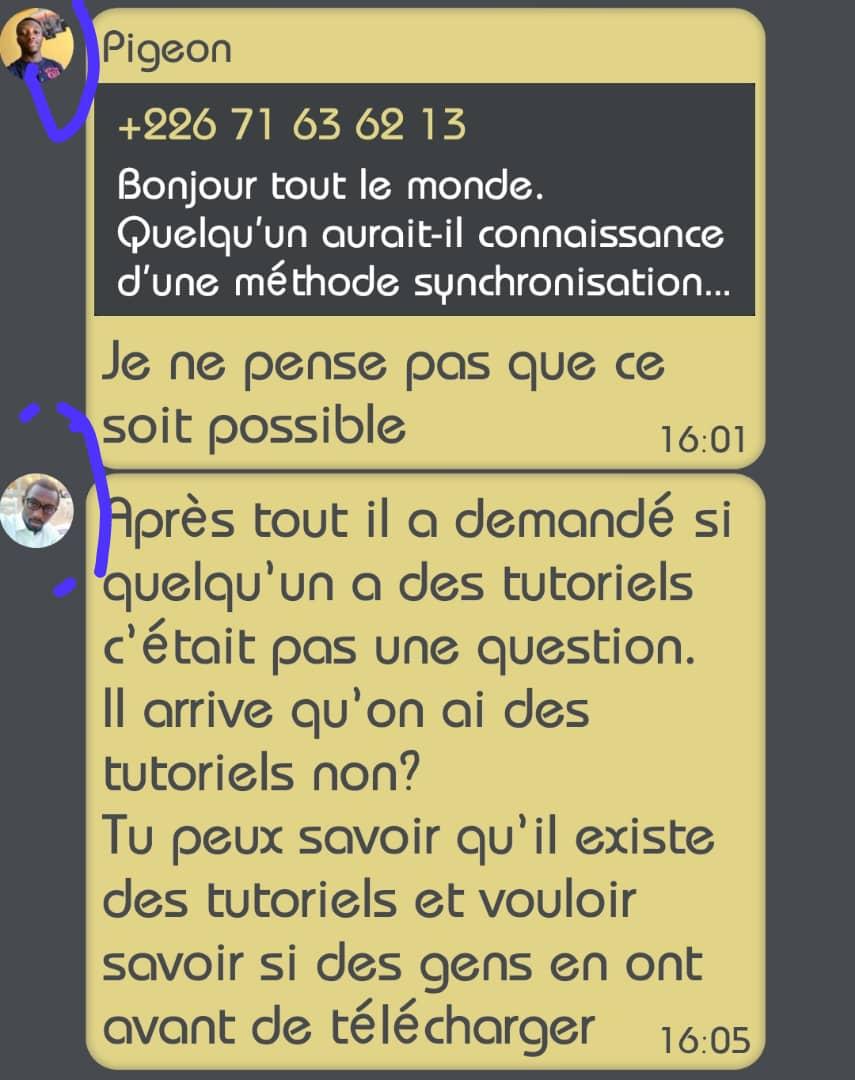 Pigeon
+226 71 63 62 13
Bonjour tout le monde.
Quelqu'un aurait-il connaissance
d'une méthode synchronisation...
Je ne pense pas que ce
soit possible
16:01
Après tout il a demandé si
quelqu'un a des tutoriels
c'était pas une question.
Il arrive qu'on ai des
tutoriels non?
Tu peux savoir qu'il existe
des tutoriels et vouloir
savoir si des gens en ont
avant de télécharger
16:05